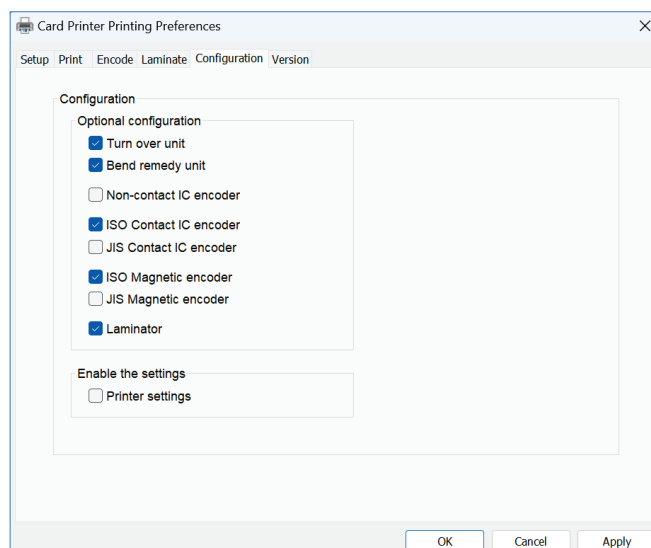 Card Printer Printing Preferences
Setup Print Encode Laminate Configuration Version
Configuration
Optional configuration
Turn over unit
Bend remedy unit
Non-contact IC encoder
ISO Contact IC encoder
JIS Contact IC encoder
ISO Magnetic encoder
JIS Magnetic encoder
Laminator
Enable the settings
Printer settings
OK Cancel Apply